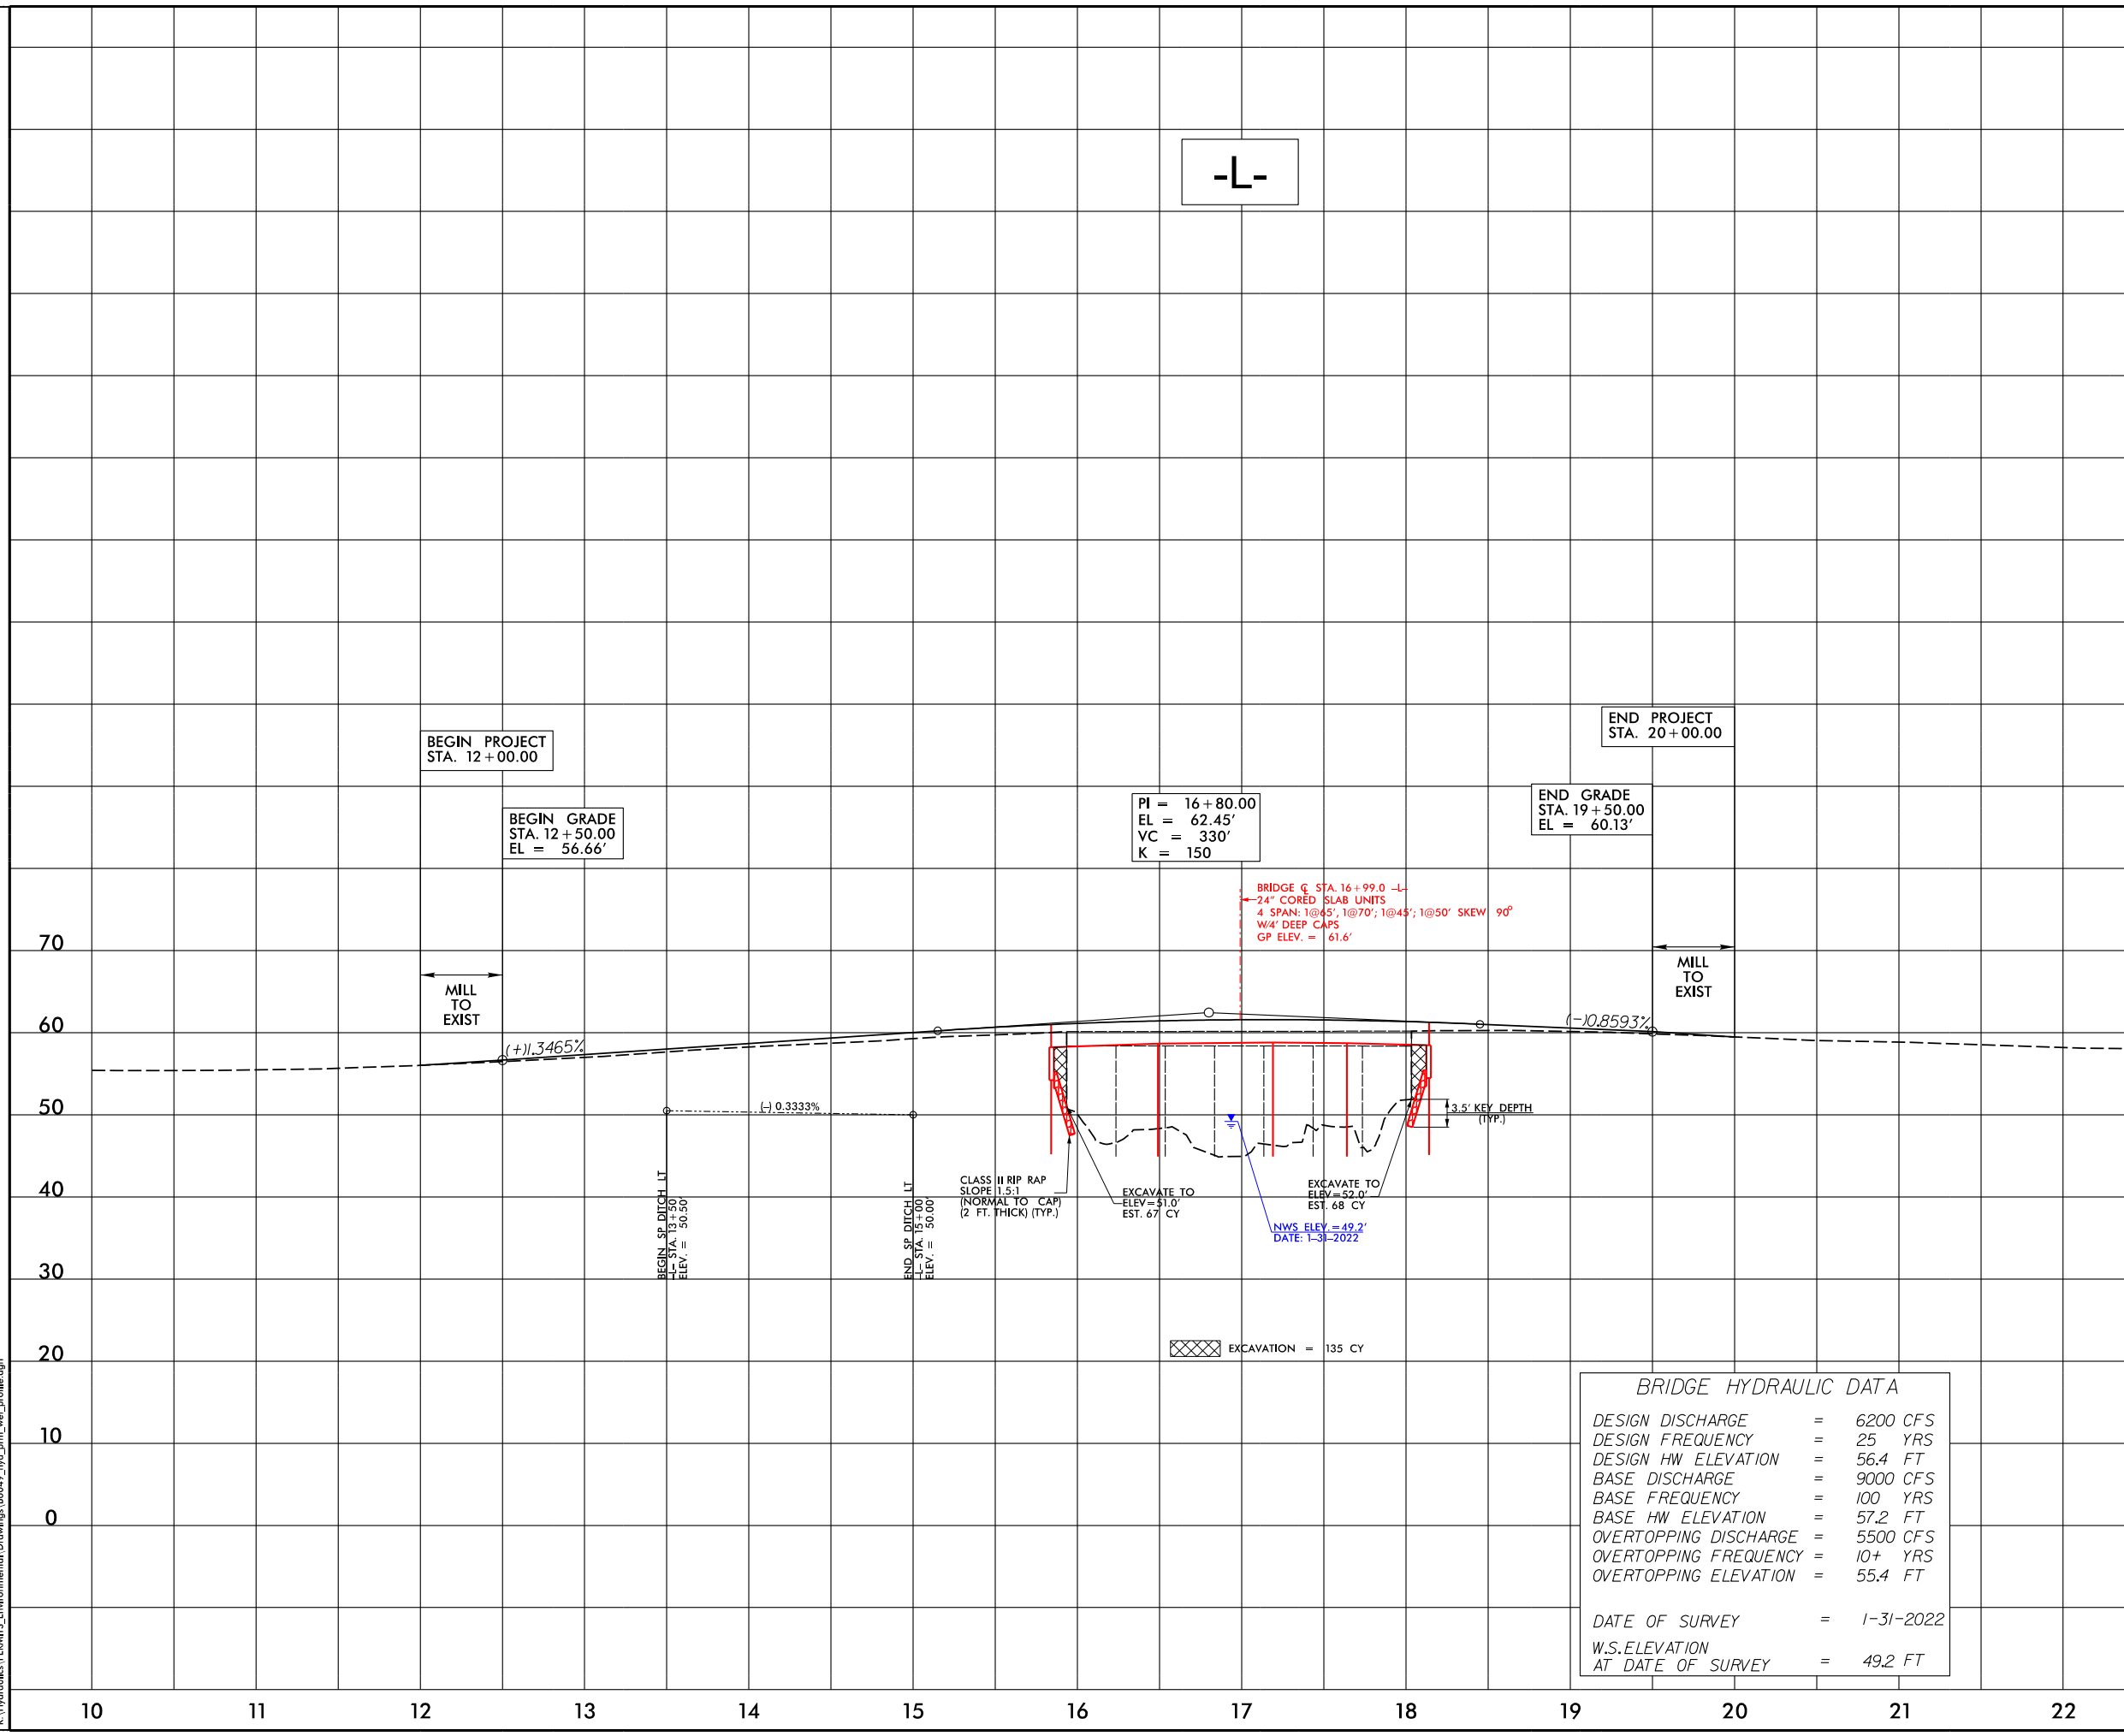 -L-
BEGIN PROJECT
STA. 12+00.00
END PROJECT
STA. 20+00.00
BEGIN GRADE
STA. 12+50.00
EL = 56.66'
PI = 16+80.00
EL = 62.45'
VC = 330'
K = 150
END GRADE
STA. 19+50.00
EL = 60.13'
BRIDGE ℄ STA. 16+99.0 -L-
24" CORED SLAB UNITS
4 SPAN: 1@65', 1@70'; 1@45'; 1@50' SKEW 90°
W/4' DEEP CAPS
GP ELEV. = 61.6'
70
60
50
40
30
20
10
0
MILL
TO
EXIST
MILL
TO
EXIST
(+)1.3465%
(-)0.8593%
(-) 0.3333%
3.5' KEY DEPTH
(TYP.)
BEGIN SP DITCH LT
-L- STA. 13+50
ELEV. = 50.50'
END SP DITCH LT
-L- STA. 15+00
ELEV. = 50.00'
CLASS II RIP RAP
SLOPE 1.5:1
(NORMAL TO CAP)
(2 FT. THICK) (TYP.)
EXCAVATE TO
ELEV=51.0'
EST. 67 CY
EXCAVATE TO
ELEV=52.0'
EST. 68 CY
NWS ELEV.=49.2'
DATE: 1-31-2022
EXCAVATION = 135 CY
BRIDGE HYDRAULIC DATA
DESIGN DISCHARGE = 6200 CFS
DESIGN FREQUENCY = 25 YRS
DESIGN HW ELEVATION = 56.4 FT
BASE DISCHARGE = 9000 CFS
BASE FREQUENCY = 100 YRS
BASE HW ELEVATION = 57.2 FT
OVERTOPPING DISCHARGE = 5500 CFS
OVERTOPPING FREQUENCY = 10+ YRS
OVERTOPPING ELEVATION = 55.4 FT
DATE OF SURVEY = 1-31-2022
W.S.ELEVATION
AT DATE OF SURVEY = 49.2 FT
10 11 12 13 14 15 16 17 18 19 20 21 22